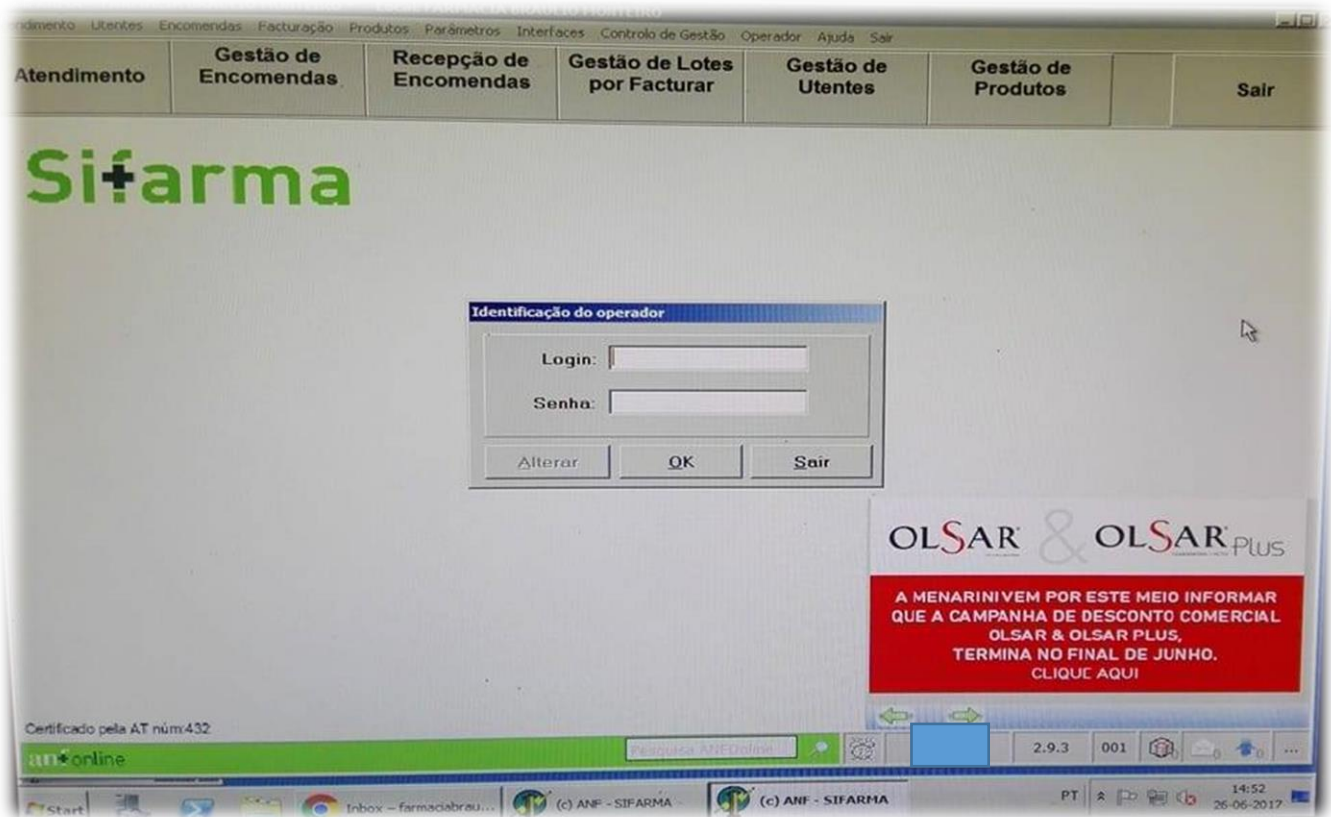 Utentes Encomendas Facturação Produtos Parâmetros Interfaces Controlo de Gestão Operador Ajuda Sair
Atendimento
Gestão de
Encomendas
Recepção de
Encomendas
Gestão de Lotes
por Facturar
Gestão de
Utentes
Gestão de
Produtos
Sair
Sifarma
Identificação do operador
Login:
Senha:
Alterar
OK
Sair
OLSAR & OLSAR Plus
A MENARINI VEM POR ESTE MEIO INFORMAR
QUE A CAMPANHA DE DESCONTO COMERCIAL
OLSAR & OLSAR PLUS,
TERMINA NO FINAL DE JUNHO.
CLIQUE AQUI
Certificado pela AT núm:432
anfonline
Pesquisa ANFOnline
2.9.3
001
...
Start
Inbox – farmaciabrau...
(c) ANF - SIFARMA
(c) ANF - SIFARMA
PT
14:52
26-06-2017